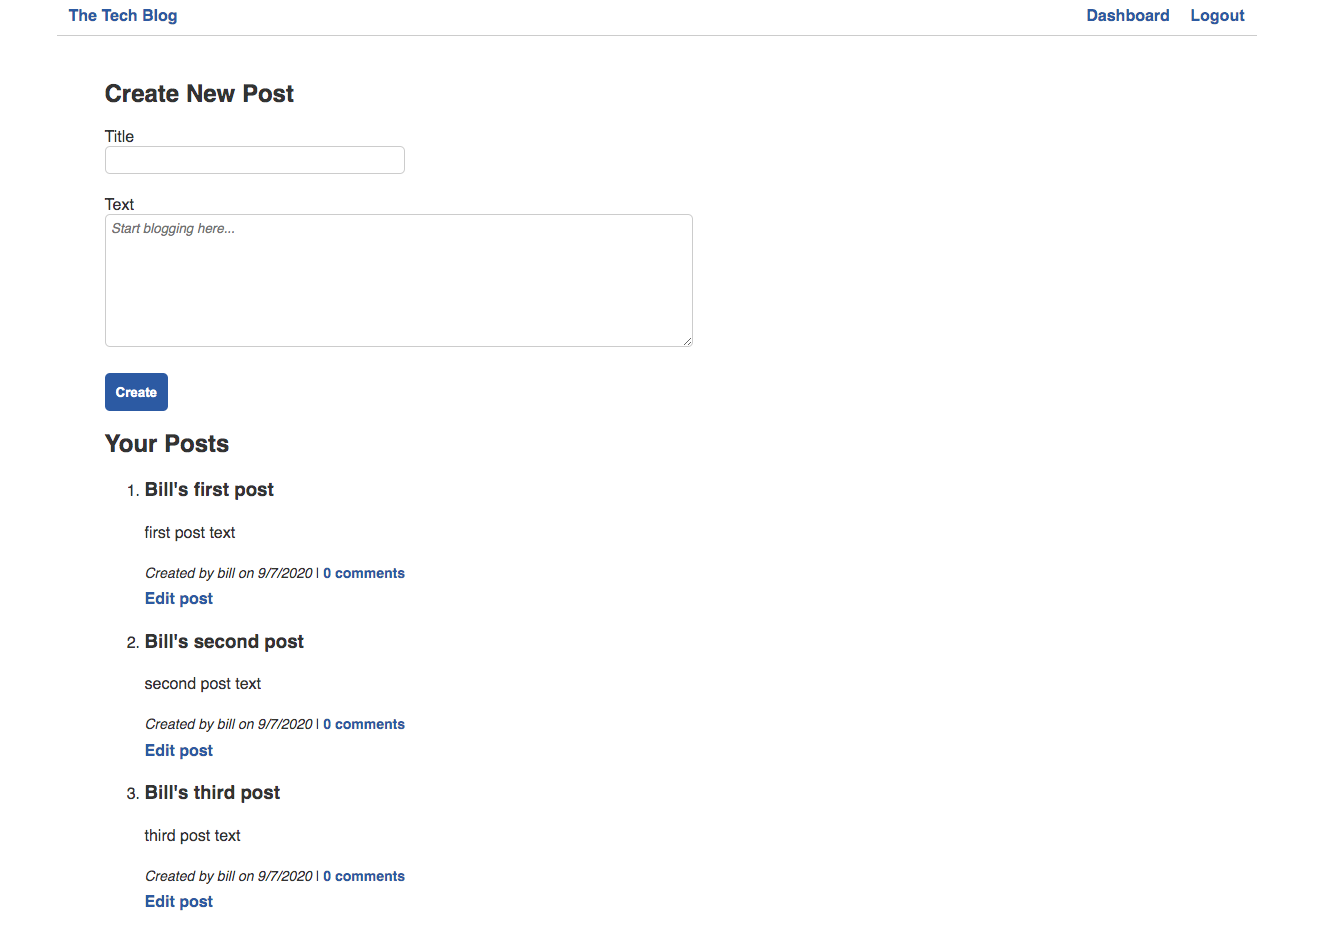 The Tech Blog Dashboard Logout
Create New Post
Title
Text
Start blogging here...
Create
Your Posts
1. Bill's first post
first post text
Created by bill on 9/7/2020 | 0 comments
Edit post
2. Bill's second post
second post text
Created by bill on 9/7/2020 | 0 comments
Edit post
3. Bill's third post
third post text
Created by bill on 9/7/2020 | 0 comments
Edit post